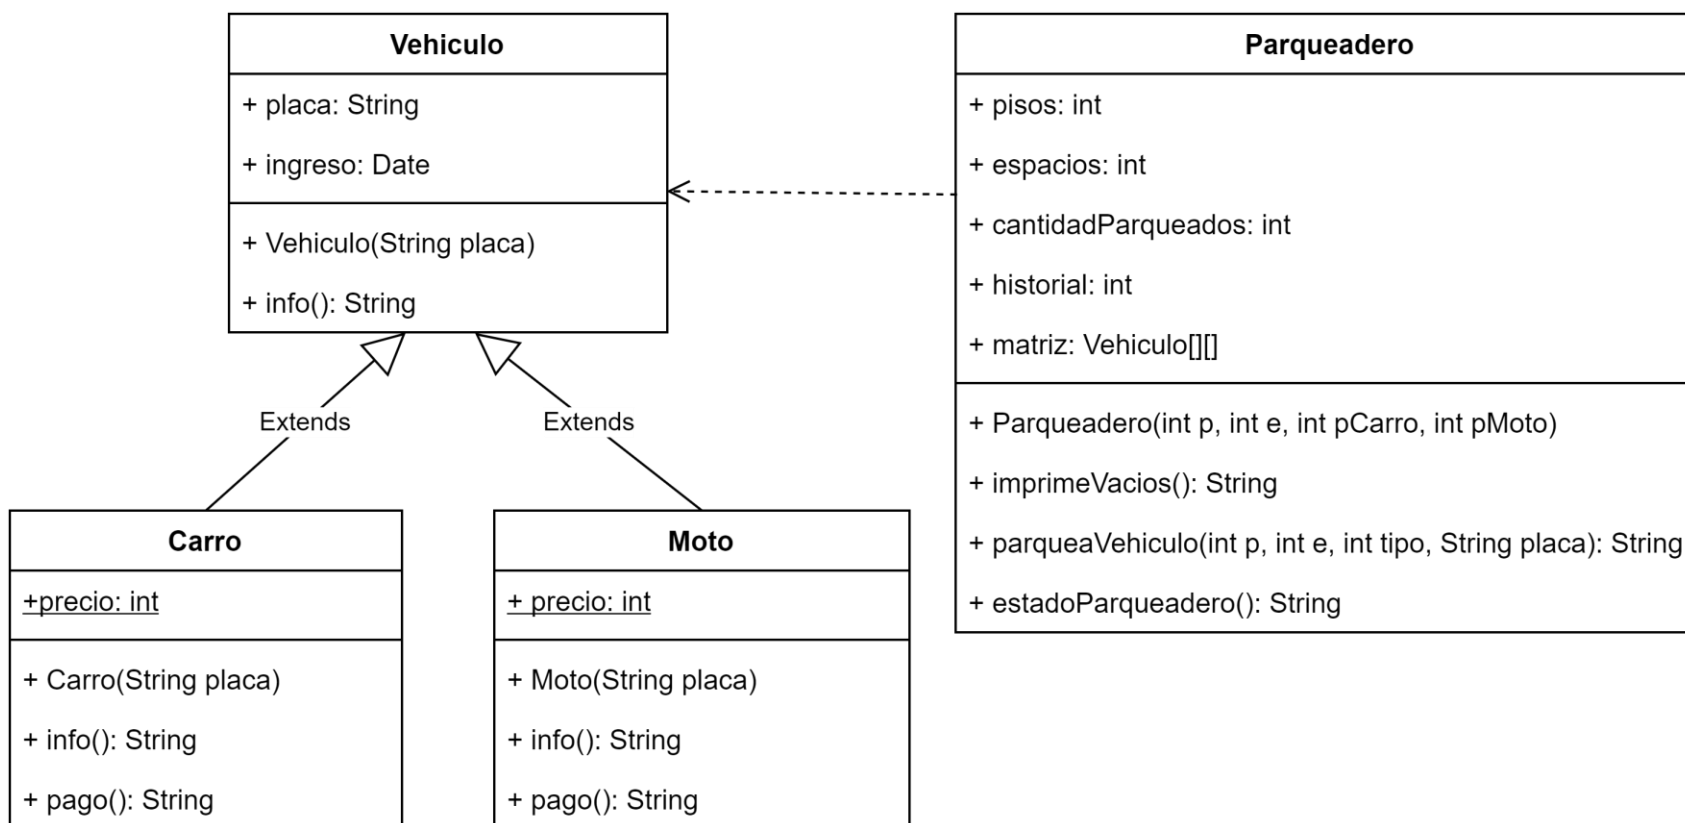 Vehiculo
+ placa: String
+ ingreso: Date
+ Vehiculo(String placa)
+ info(): String
Parqueadero
+ pisos: int
+ espacios: int
+ cantidadParqueados: int
+ historial: int
+ matriz: Vehiculo[][]
+ Parqueadero(int p, int e, int pCarro, int pMoto)
+ imprimeVacios(): String
+ parqueaVehiculo(int p, int e, int tipo, String placa): String
+ estadoParqueadero(): String
Extends
Extends
Carro
+precio: int
+ Carro(String placa)
+ info(): String
+ pago(): String
Moto
+ precio: int
+ Moto(String placa)
+ info(): String
+ pago(): String